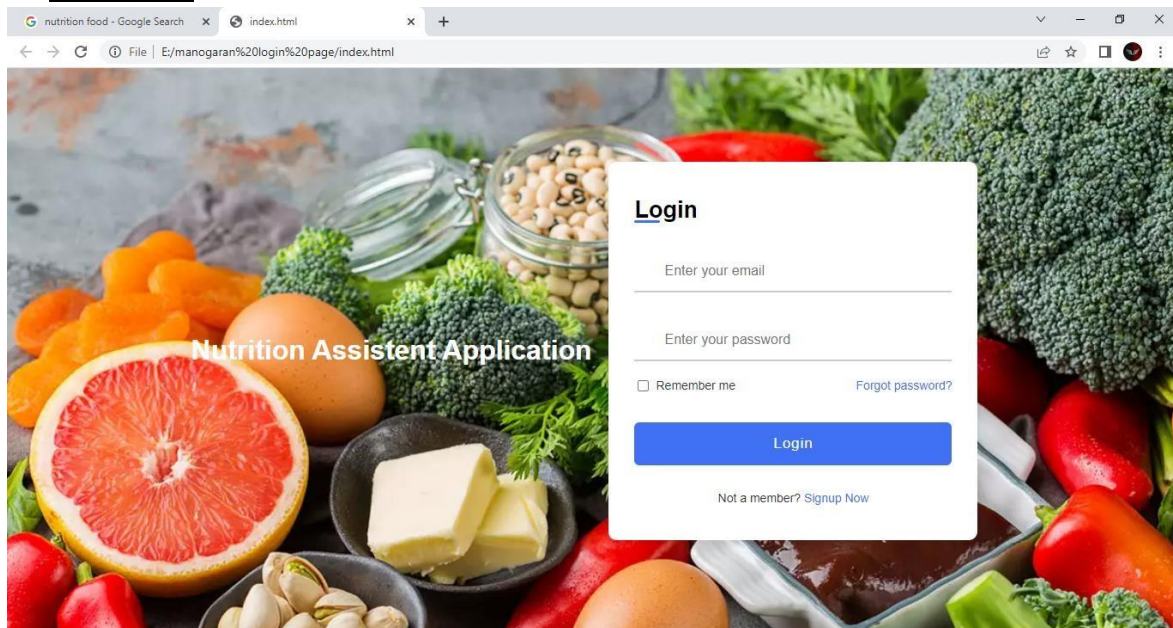 nutrition food - Google Search
index.html
File | E:/manogaran%20login%20page/index.html
Login
Enter your email
Enter your password
Nutrition Assistent Application
Remember me
Forgot password?
Login
Not a member? Signup Now